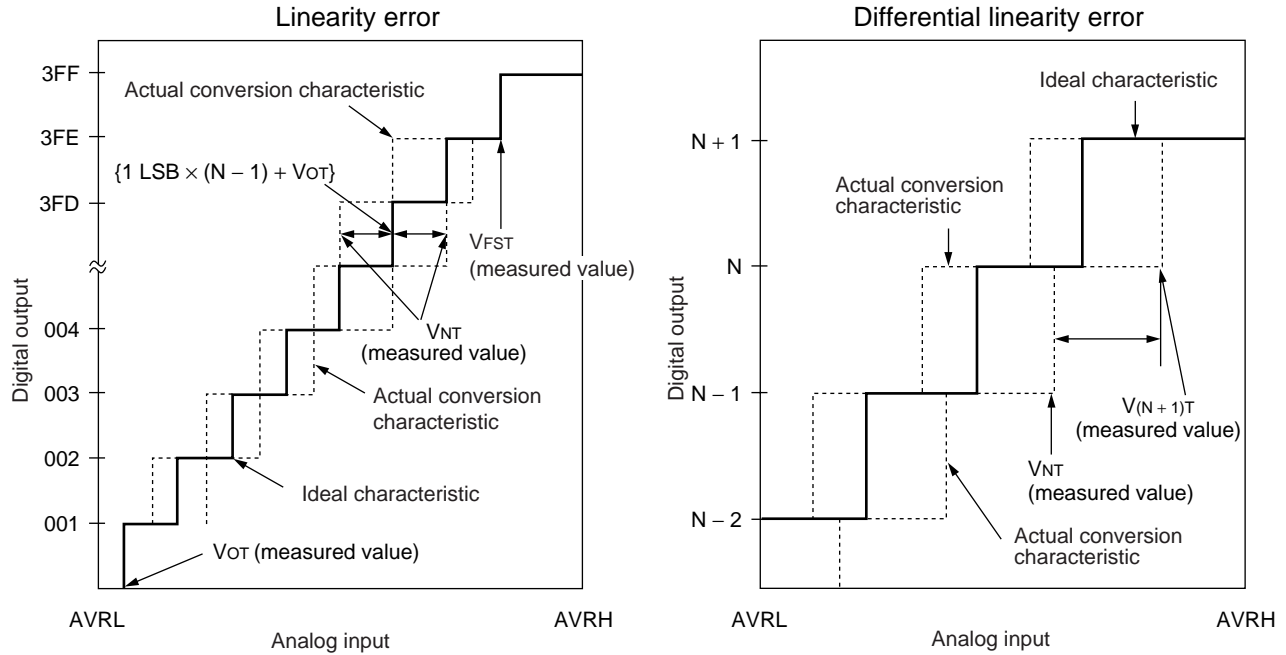 Linearity error
3FF
Actual conversion characteristic
3FE
{1 LSB × (N − 1) + VOT}
3FD
VFST
(measured value)
VNT
(measured value)
004
Actual conversion
characteristic
003
002
Ideal characteristic
001
VOT (measured value)
Digital output
AVRL
AVRH
Analog input
Differential linearity error
Ideal characteristic
N + 1
Actual conversion
characteristic
N
N − 1
V(N + 1)T
(measured value)
VNT
(measured value)
N − 2
Actual conversion
characteristic
Digital output
AVRL
AVRH
Analog input